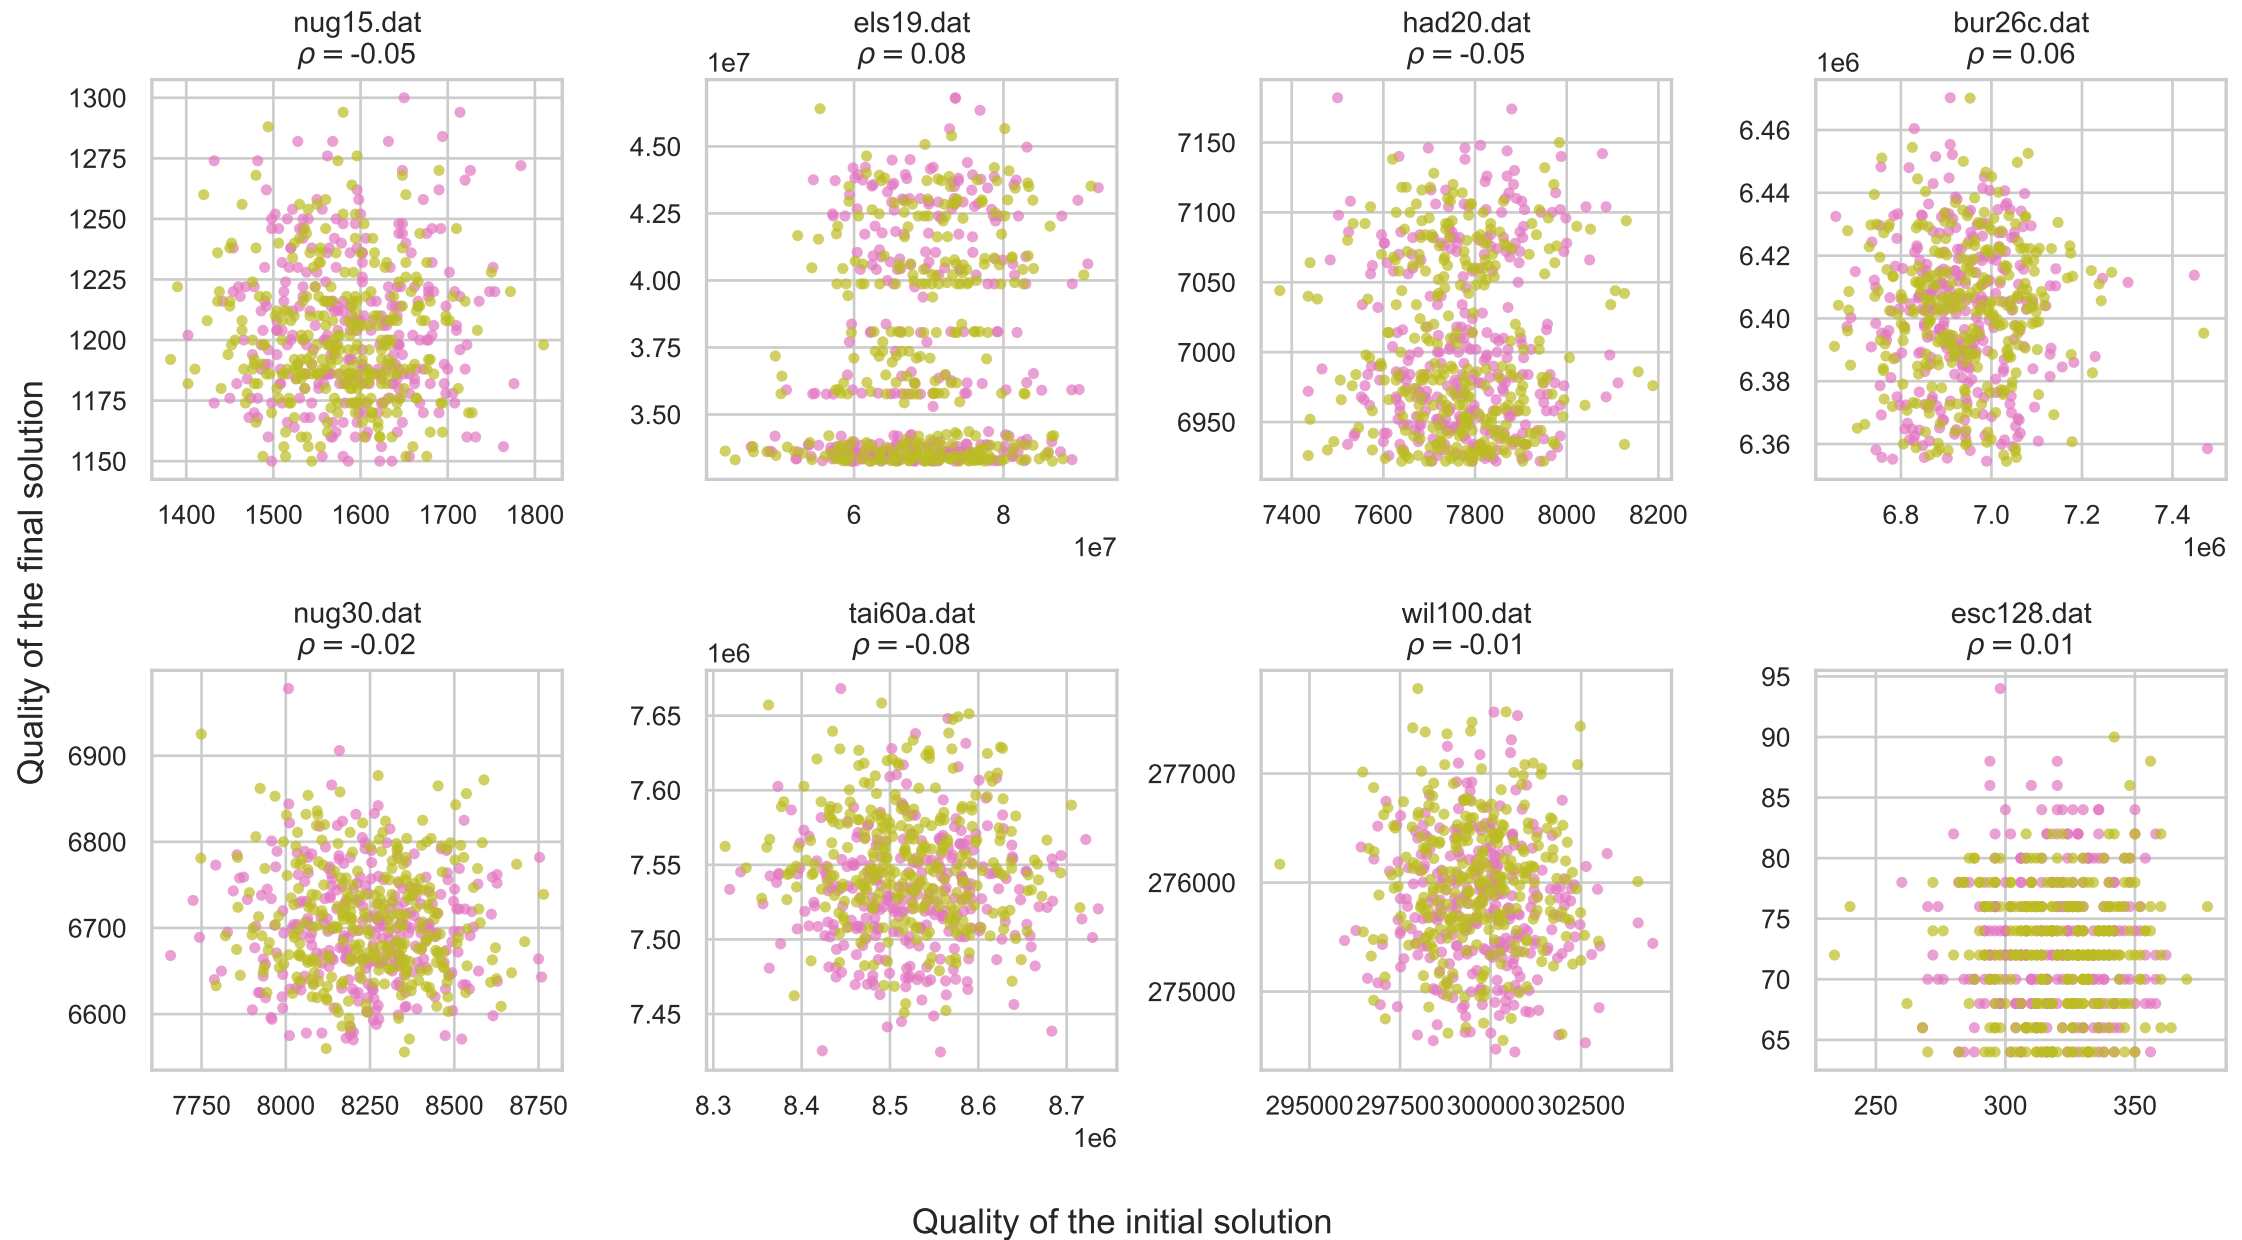 nug15.dat
ρ = -0.05
1300
1275
1250
1225
1200
1175
1150
1400 1500 1600 1700 1800
els19.dat
ρ = 0.08
1e7
4.50
4.25
4.00
3.75
3.50
6 8
1e7
had20.dat
ρ = -0.05
7150
7100
7050
7000
6950
7400 7600 7800 8000 8200
bur26c.dat
ρ = 0.06
1e6
6.46
6.44
6.42
6.40
6.38
6.36
6.8 7.0 7.2 7.4
1e6
Quality of the final solution
nug30.dat
ρ = -0.02
6900
6800
6700
6600
7750 8000 8250 8500 8750
tai60a.dat
ρ = -0.08
1e6
7.65
7.60
7.55
7.50
7.45
8.3 8.4 8.5 8.6 8.7
1e6
wil100.dat
ρ = -0.01
277000
276000
275000
295000 297500 300000 302500
esc128.dat
ρ = 0.01
95
90
85
80
75
70
65
250 300 350
Quality of the initial solution